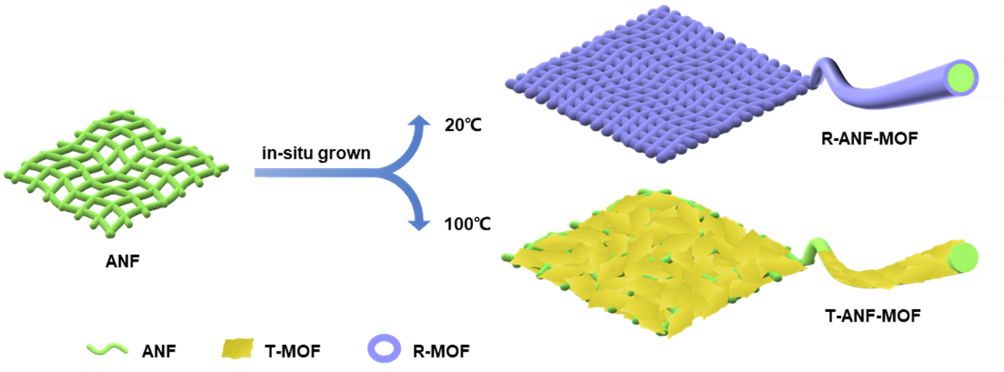 ANF
in-situ grown
20℃
100℃
R-ANF-MOF
T-ANF-MOF
ANF
T-MOF
R-MOF